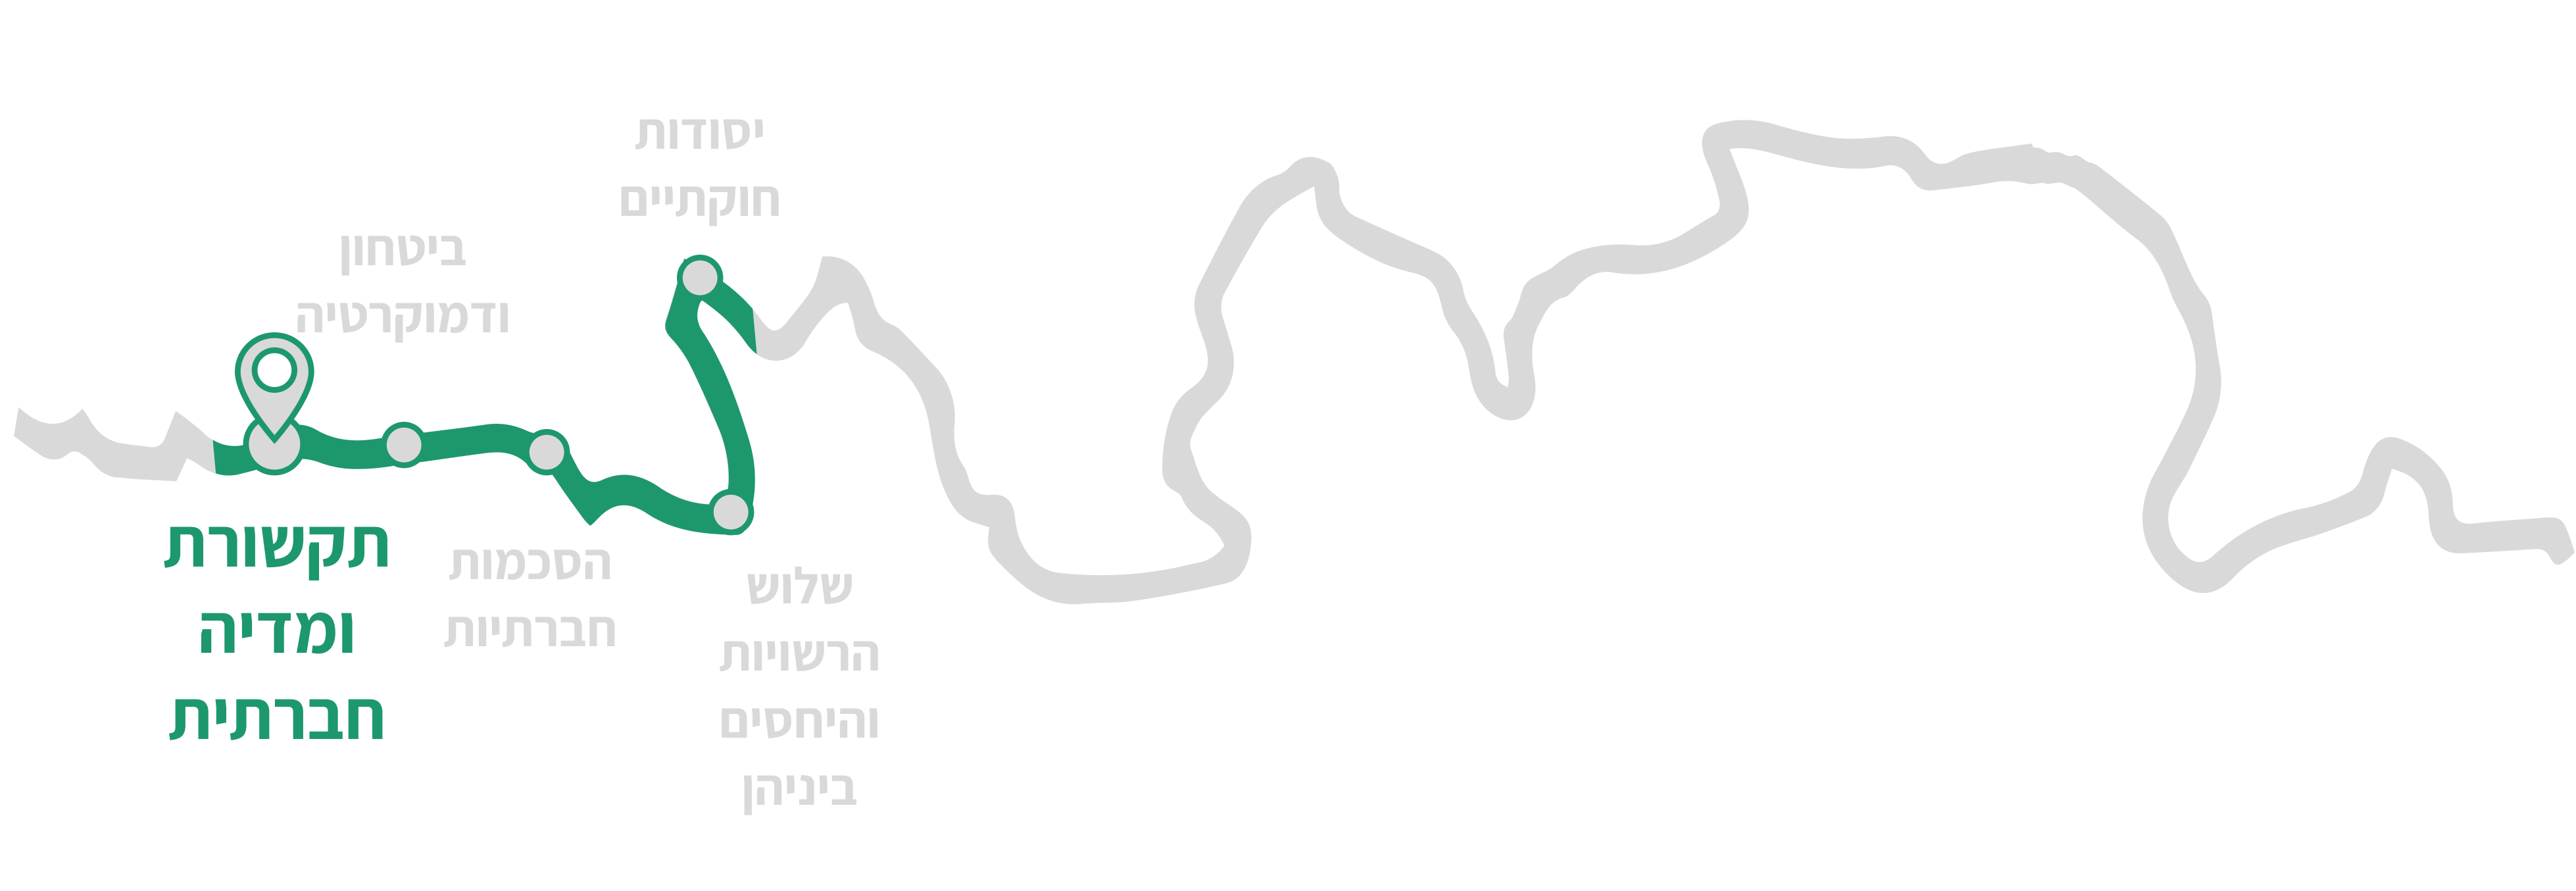 יסודות
חוקתיים
שלוש
הרשויות
והיחסים
ביניהן
הסכמות
חברתיות
ביטחון
ודמוקרטיה
תקשורת
ומדיה
חברתית